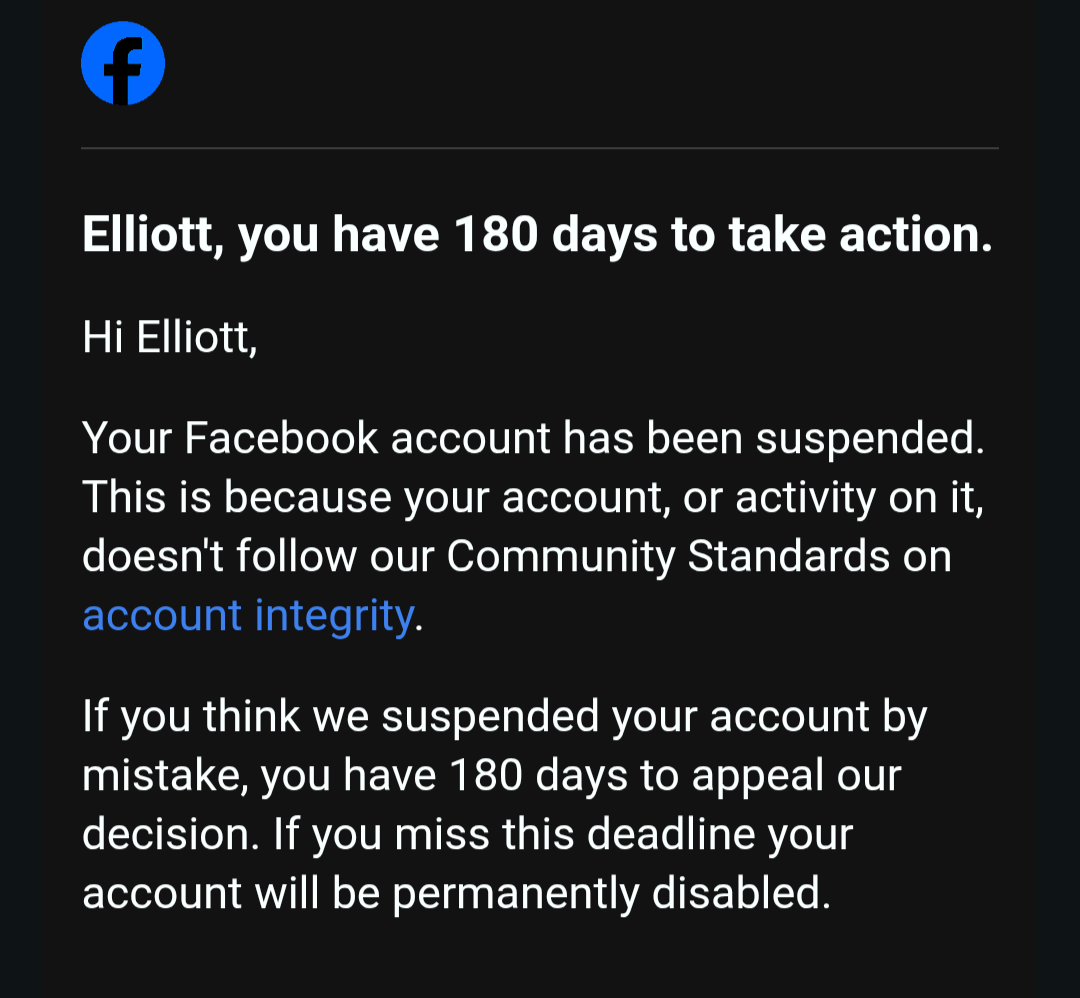 Elliott, you have 180 days to take action.
Hi Elliott,
Your Facebook account has been suspended.
This is because your account, or activity on it,
doesn't follow our Community Standards on
account integrity.
If you think we suspended your account by
mistake, you have 180 days to appeal our
decision. If you miss this deadline your
account will be permanently disabled.